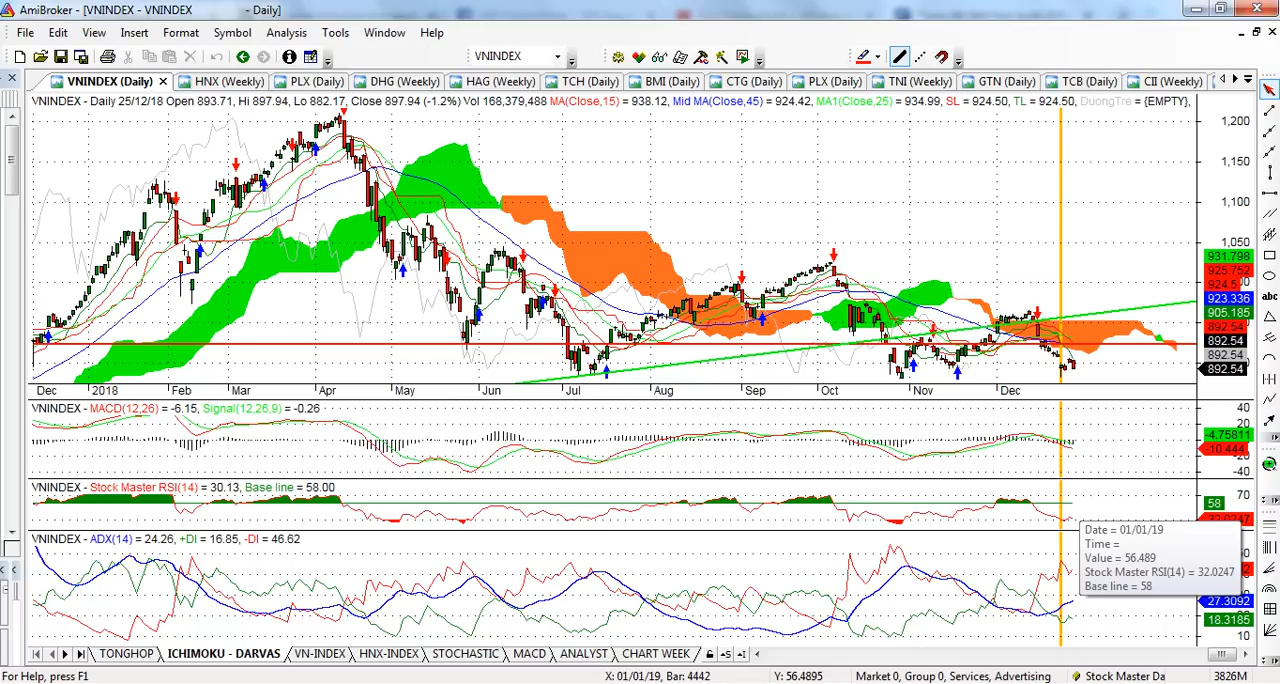 AmiBroker - [VNINDEX - VNINDEX - Daily]
File Edit View Insert Format Symbol Analysis Tools Window Help
VNINDEX
VNINDEX (Daily) HNX (Weekly) PLX (Daily) DHG (Weekly) HAG (Weekly) TCH (Daily) BMI (Daily) CTG (Daily) PLX (Daily) TNI (Weekly) GTN (Daily) TCB (Daily) CII (Weekly)
VNINDEX - Daily 25/12/18 Open 893.71, Hi 897.94, Lo 882.17, Close 897.94 (-1.2%) Vol 168,379,488 MA(Close,15) = 938.12, Mid MA(Close,45) = 924.42, MA1(Close,25) = 934.99, SL = 924.50, TL = 924.50, DuongTre = {EMPTY},
1,200
1,150
1,100
1,050
931.798
925.752
924.5
923.336
905.185
892.54
892.54
892.54
892.54
Dec 2018 Feb Mar Apr May Jun Jul Aug Sep Oct Nov Dec
VNINDEX - MACD(12,26) = -6.15, Signal(12,26,9) = -0.26
40
20
-4.75811
-10.444
-40
VNINDEX - Stock Master RSI(14) = 30.13, Base line = 58.00
70
58
32.0247
VNINDEX - ADX(14) = 24.26, +DI = 16.85, -DI = 46.62
Date = 01/01/19
Time =
Value = 56.489
Stock Master RSI(14) = 32.0247
Base line = 58
27.3092
18.3185
10
TONGHOP ICHIMOKU - DARVAS VN-INDEX HNX-INDEX STOCHASTIC MACD ANALYST CHART WEEK
For Help, press F1 X: 01/01/19, Bar: 4442 Y: 56.4895 Market 0, Group 0, Services, Advertising Stock Master Da 3826M